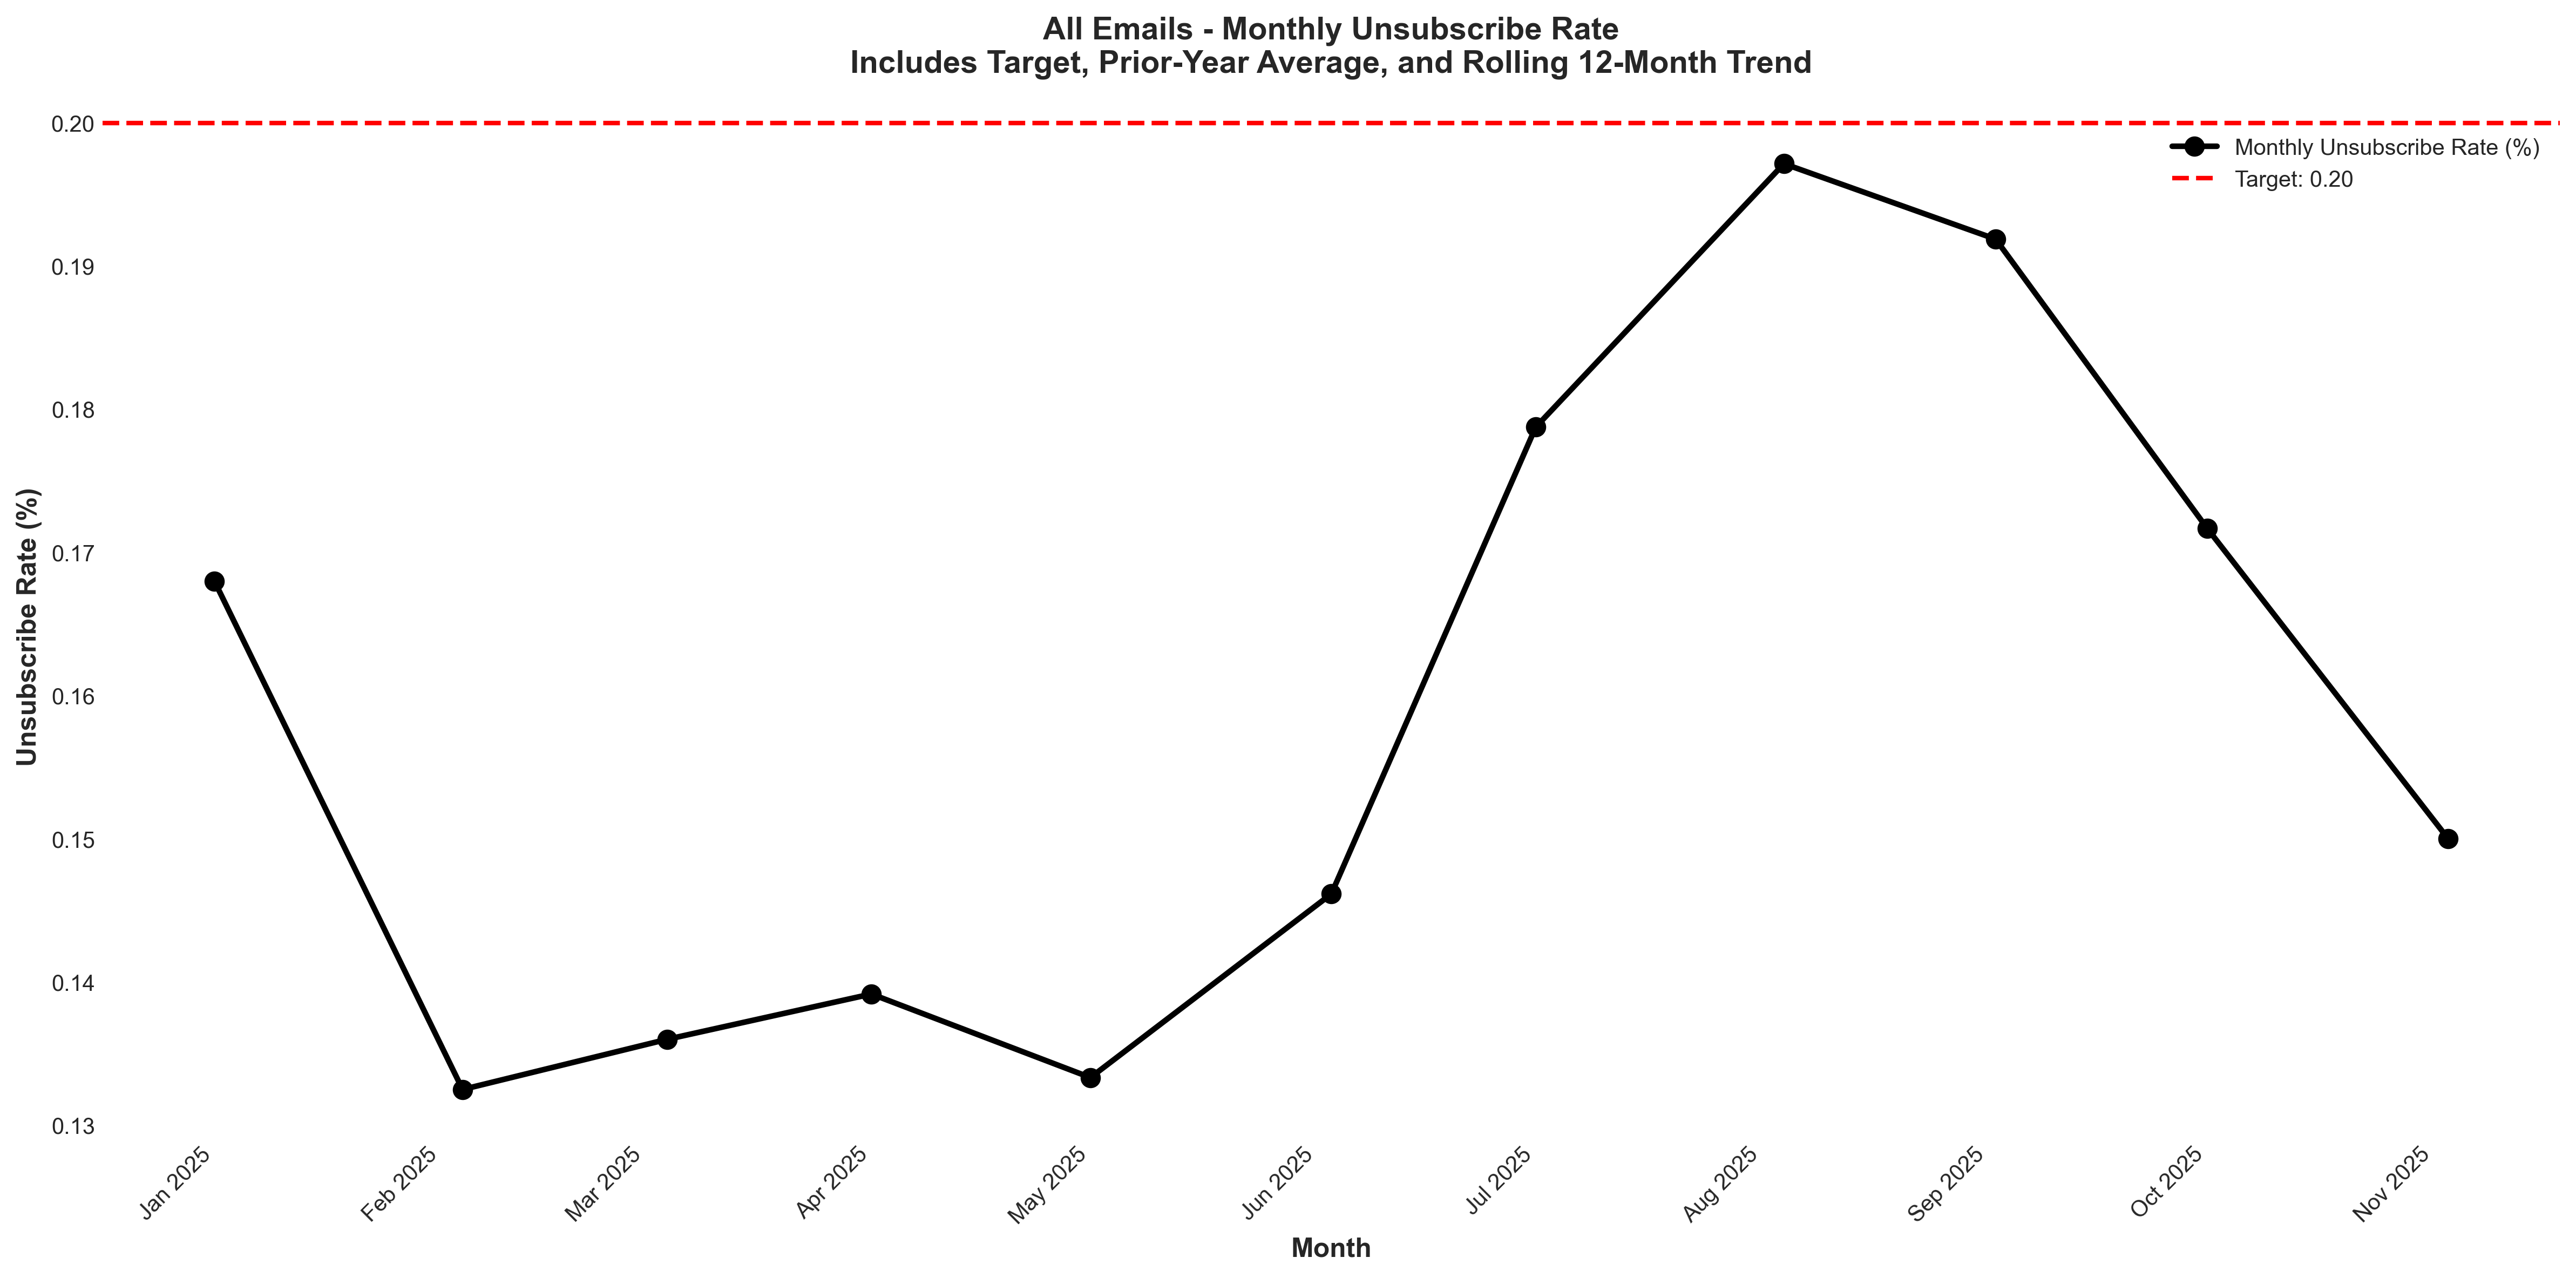 All Emails - Monthly Unsubscribe Rate
Includes Target, Prior-Year Average, and Rolling 12-Month Trend
Monthly Unsubscribe Rate (%)
Target: 0.20
Unsubscribe Rate (%)
0.20
0.19
0.18
0.17
0.16
0.15
0.14
0.13
Jan 2025
Feb 2025
Mar 2025
Apr 2025
May 2025
Jun 2025
Jul 2025
Aug 2025
Sep 2025
Oct 2025
Nov 2025
Month